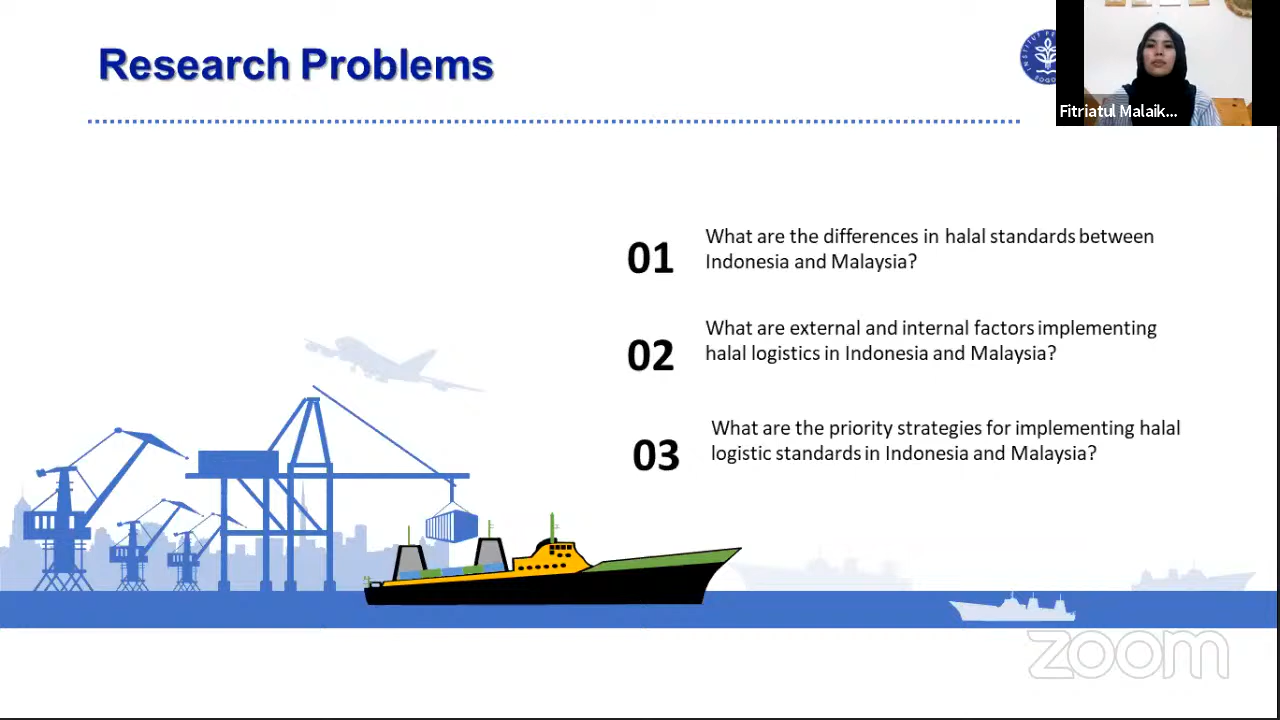 Research Problems
Fitriatul Malaik...
01
What are the differences in halal standards between
Indonesia and Malaysia?
02
What are external and internal factors implementing
halal logistics in Indonesia and Malaysia?
03
What are the priority strategies for implementing halal
logistic standards in Indonesia and Malaysia?
zoom